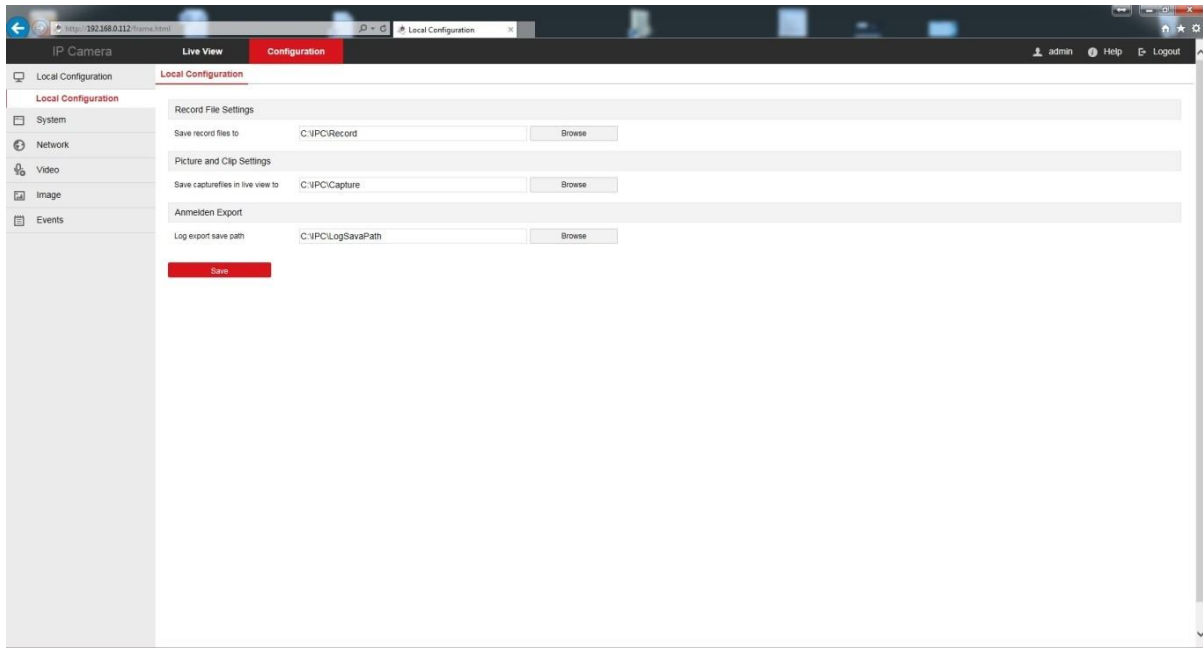 http://192.168.0.112/frame.html
Local Configuration
IP Camera
Live View
Configuration
admin
Help
Logout
Local Configuration
Local Configuration
System
Network
Video
Image
Events
Local Configuration
Record File Settings
Save record files to C:\IPC\Record Browse
Picture and Clip Settings
Save capturefiles in live view to C:\IPC\Capture Browse
Anmelden Export
Log export save path C:\IPC\LogSavaPath Browse
Save